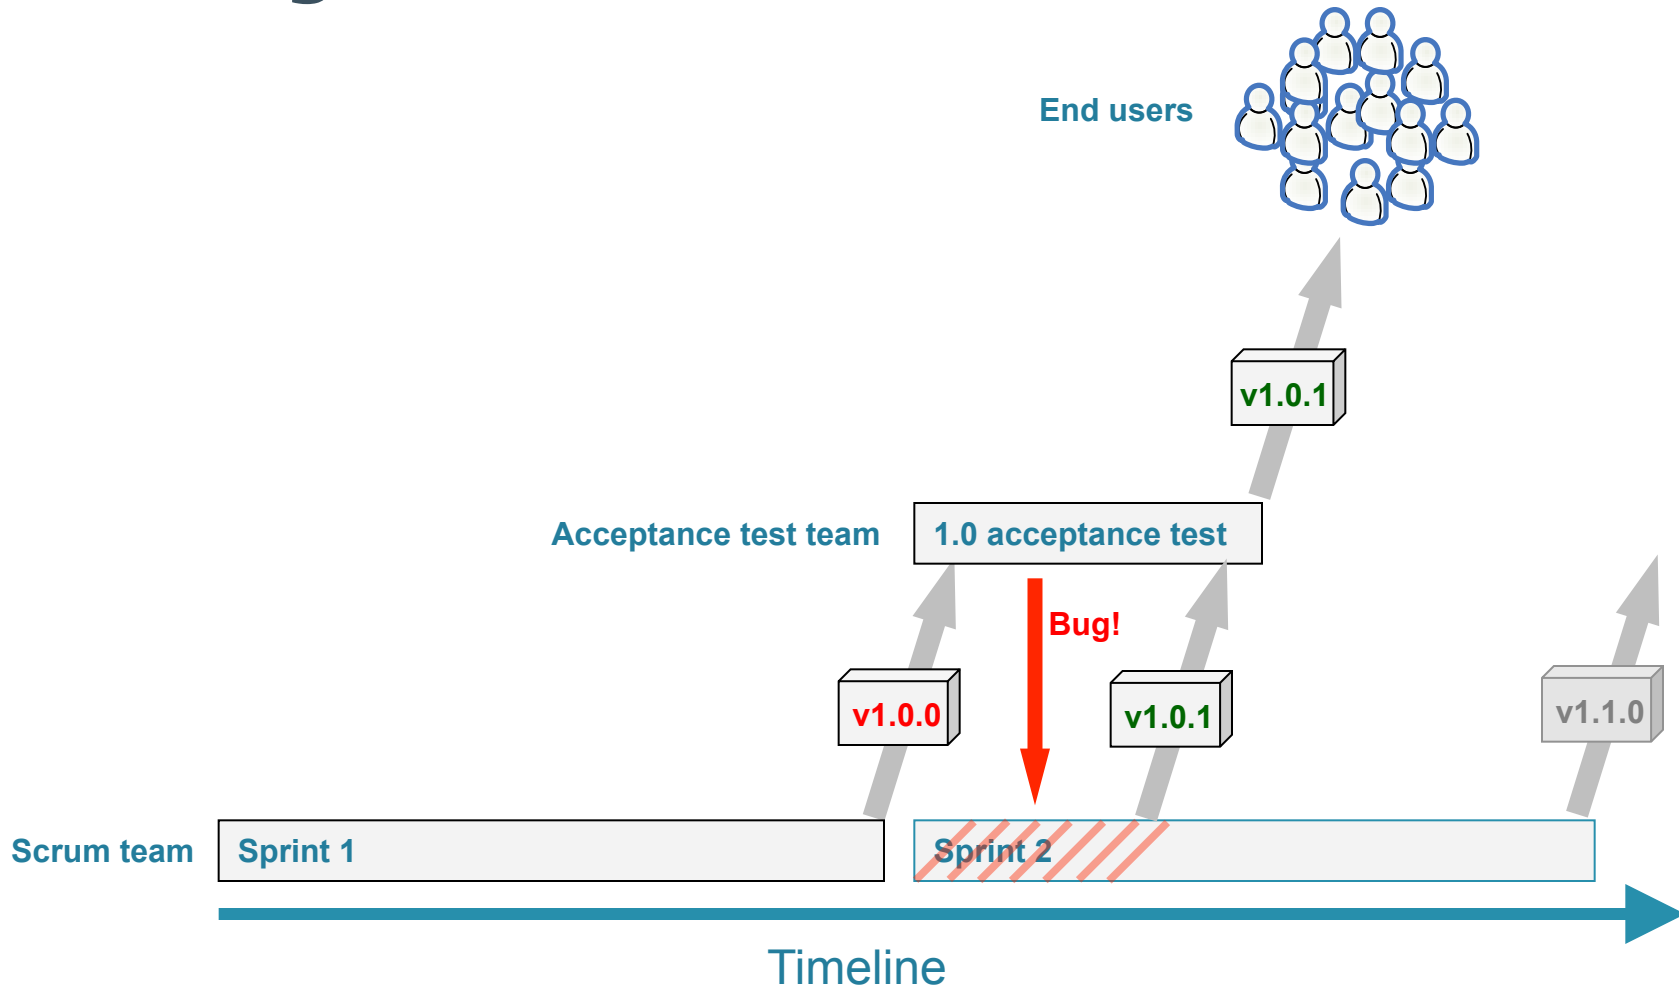 End users
v1.0.1
Acceptance test team
1.0 acceptance test
Bug!
v1.0.0
v1.0.1
v1.1.0
Scrum team
Sprint 1
Sprint 2
Timeline